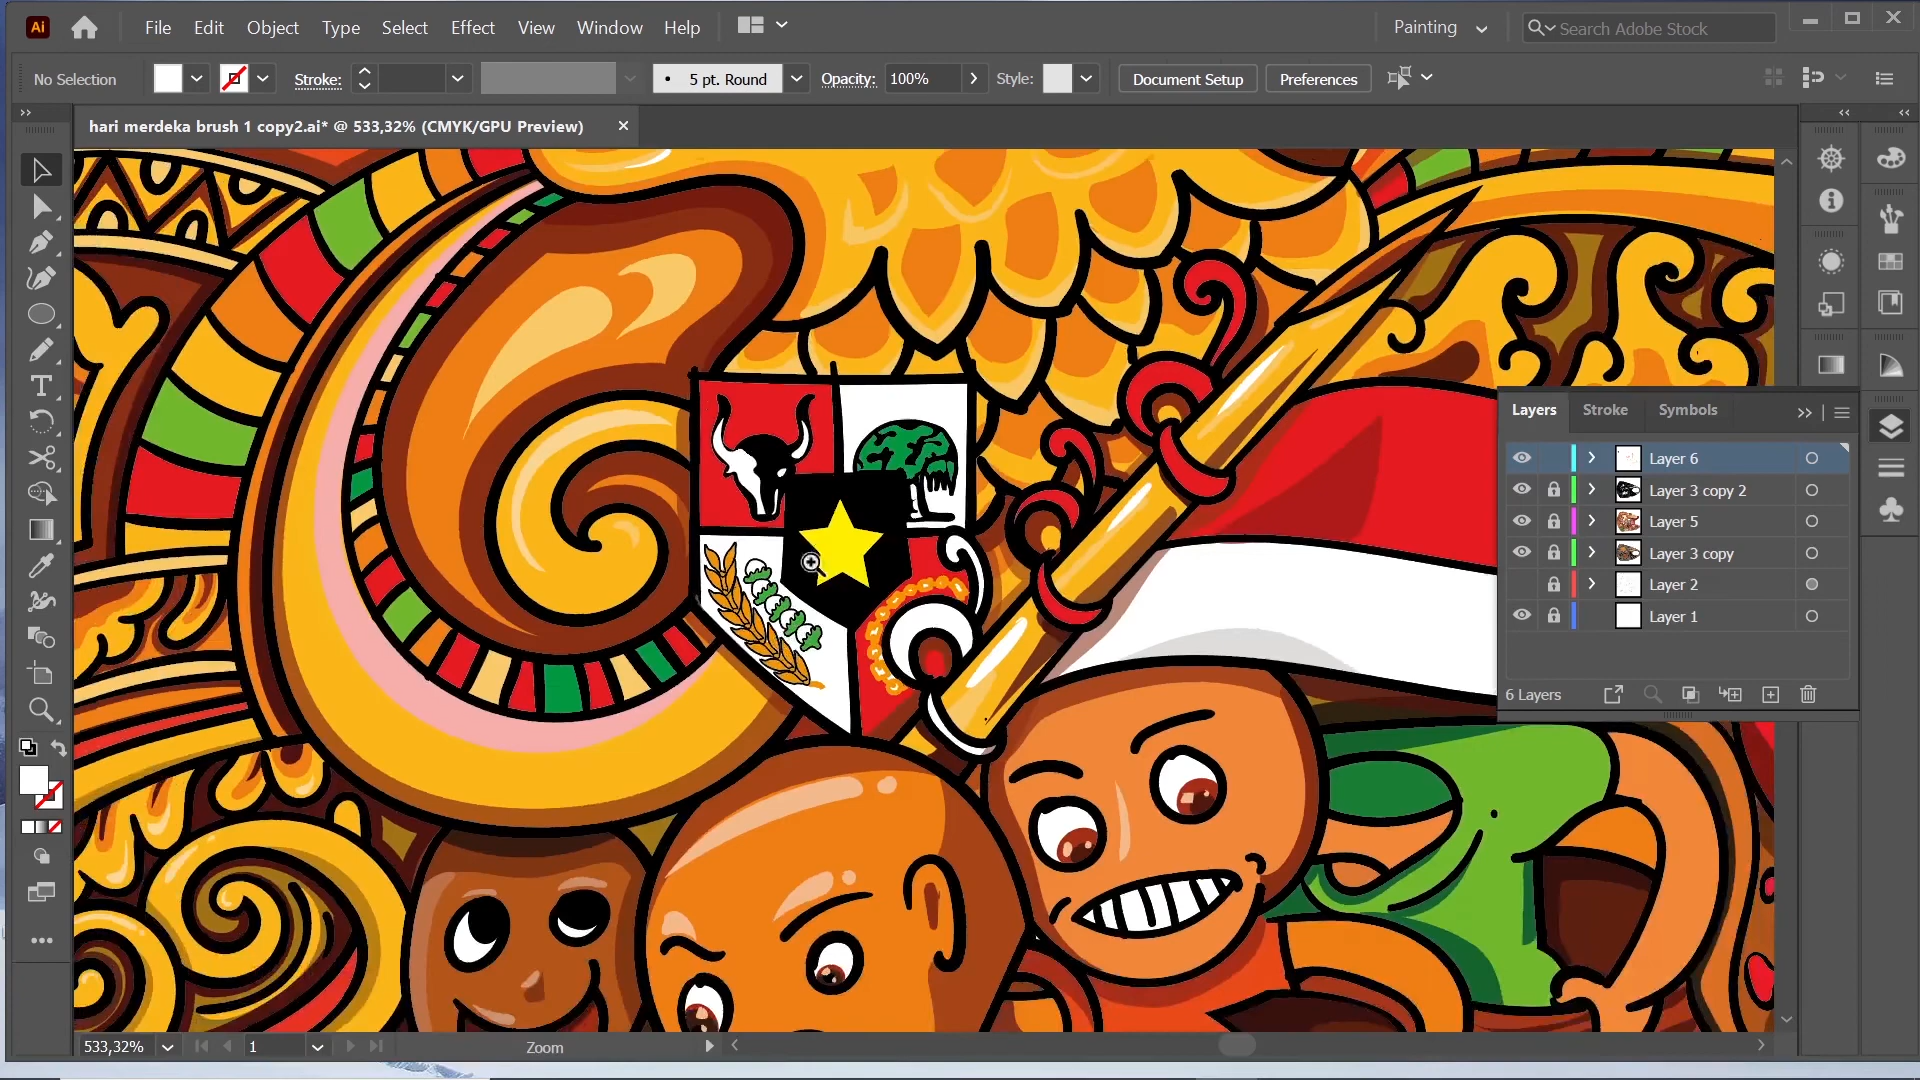 Ai File Edit Object Type Select Effect View Window Help Painting Search Adobe Stock
No Selection Stroke: 5 pt. Round Opacity: 100% Style: Document Setup Preferences
hari merdeka brush 1 copy2.ai* @ 533,32% (CMYK/GPU Preview)
Layers Stroke Symbols
Layer 6
Layer 3 copy 2
Layer 5
Layer 3 copy
Layer 2
Layer 1
6 Layers
533,32% 1 Zoom